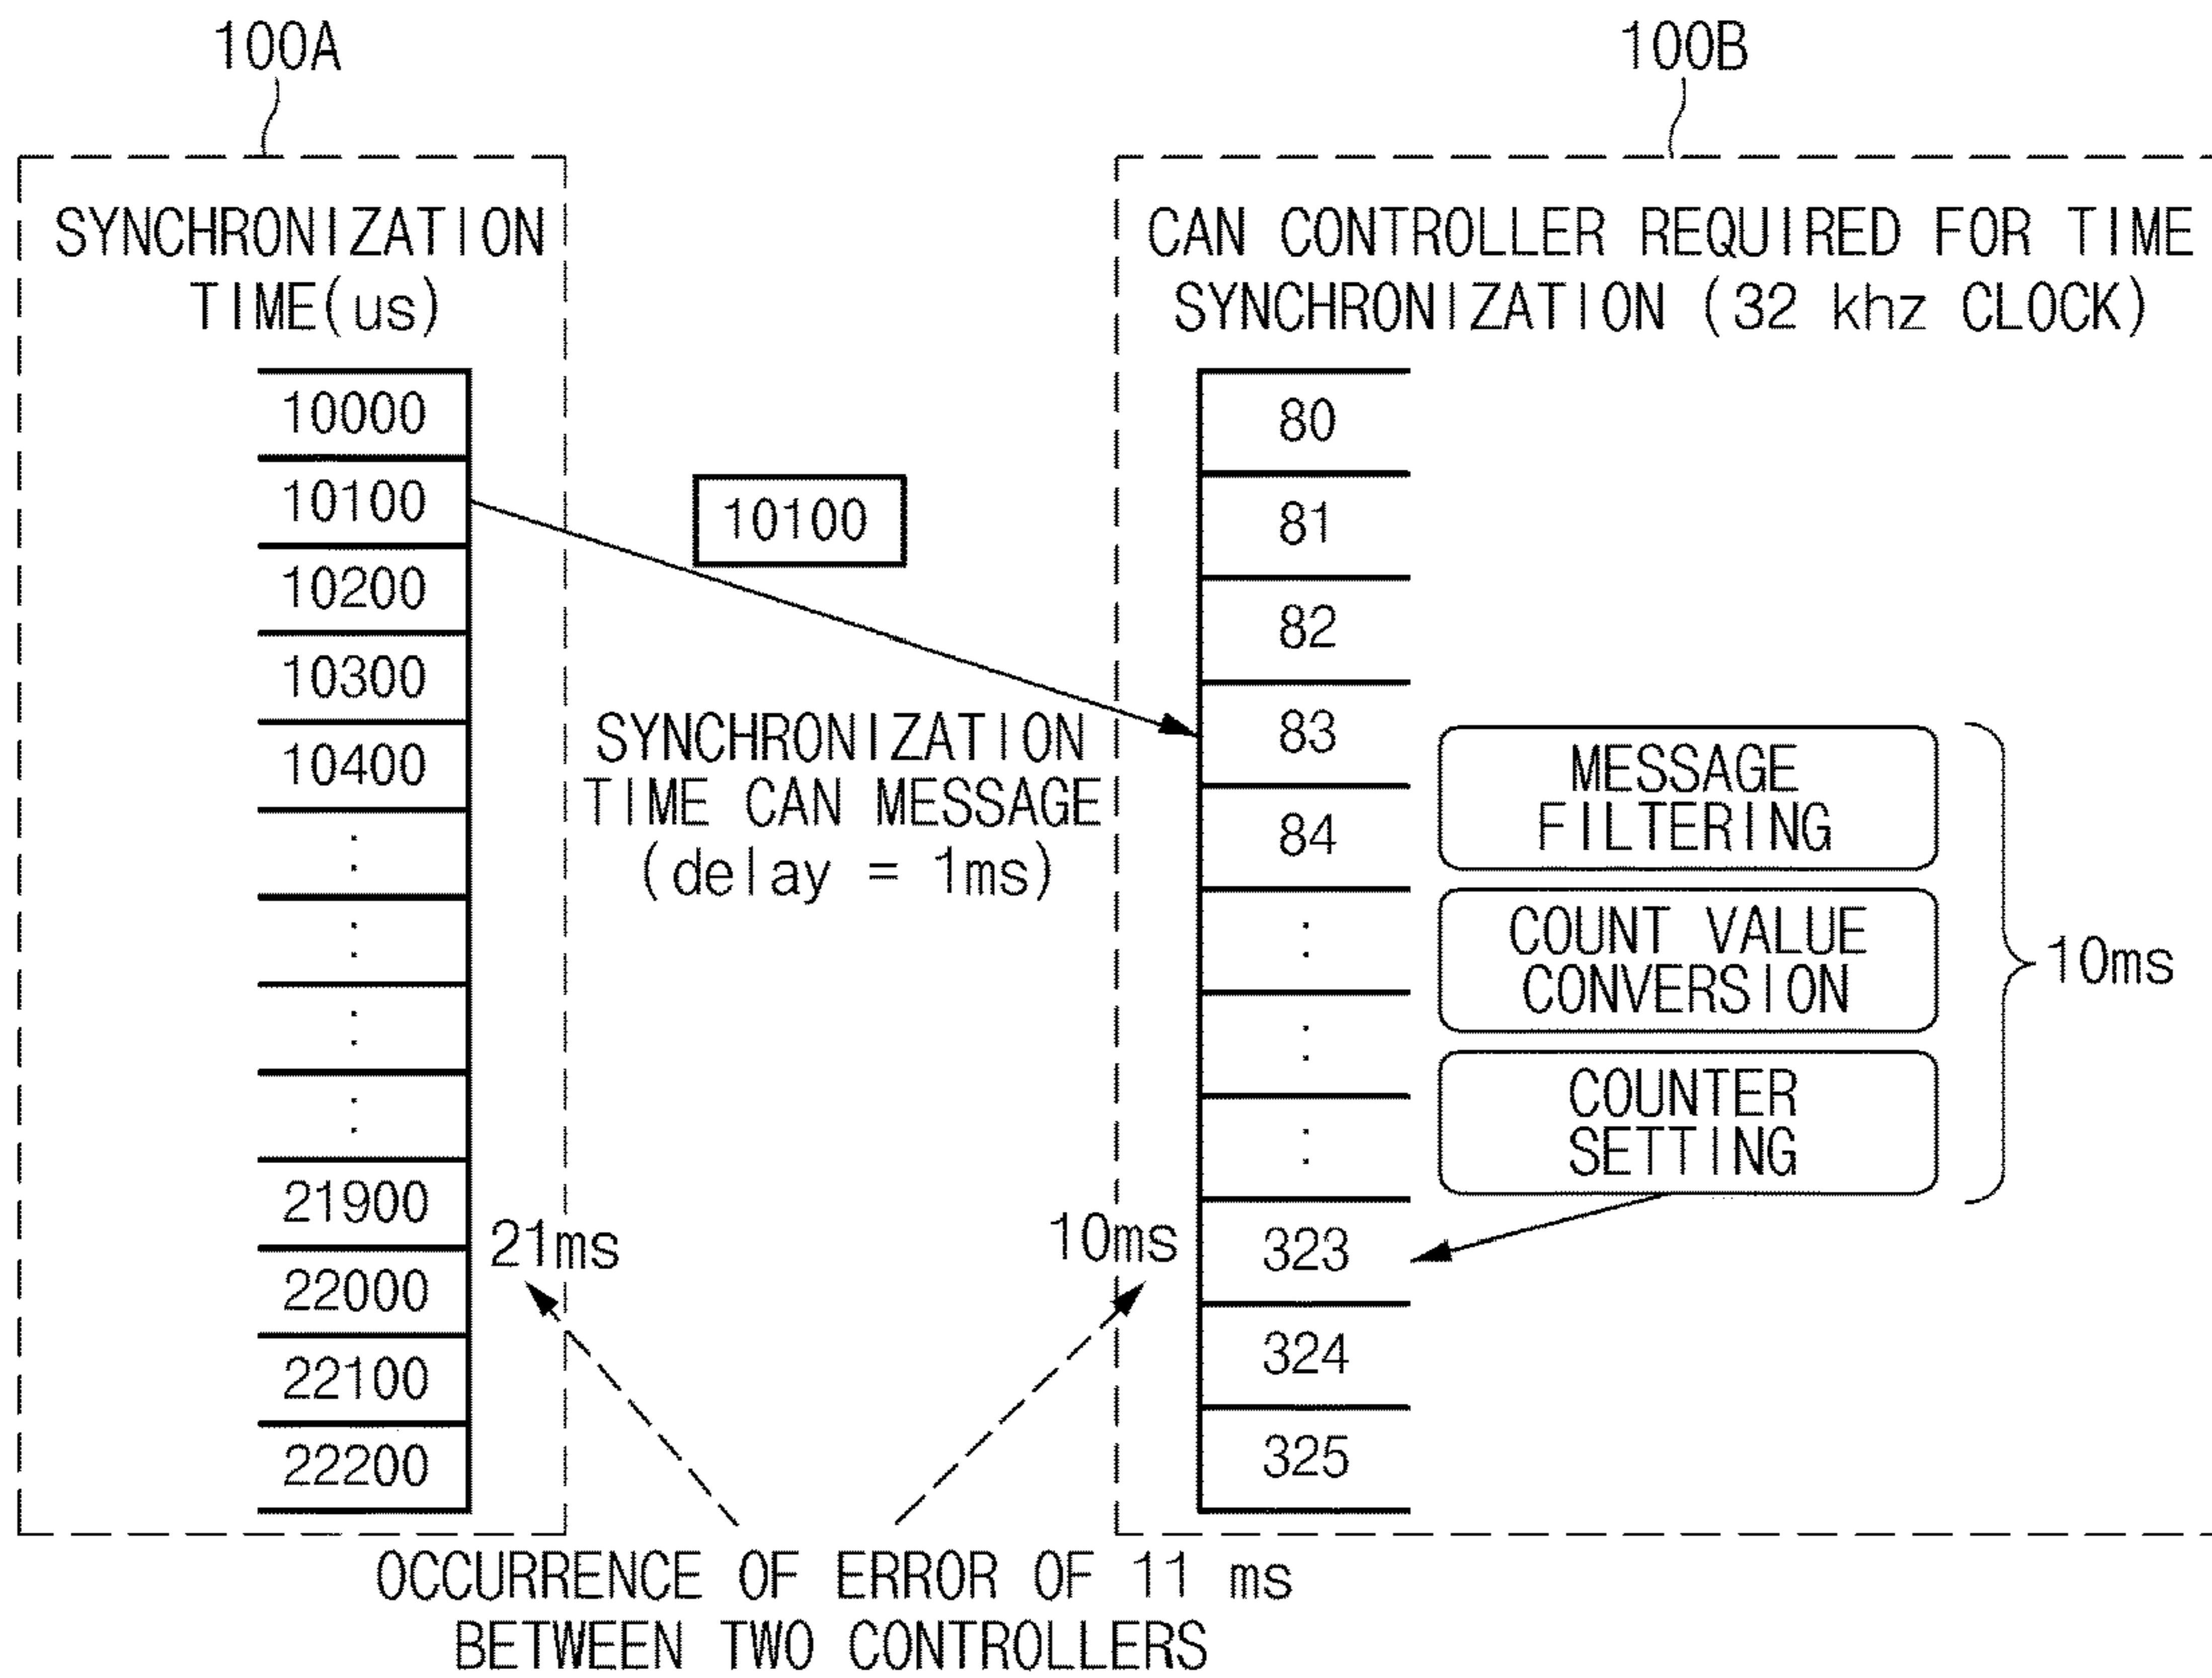 100A
100B
SYNCHRONIZATION
TIME(us)
10000
10100
10200
10300
10400
:
:
:
:
21900
22000
22100
22200
21ms
10100
SYNCHRONIZATION
TIME CAN MESSAGE
(delay = 1ms)
CAN CONTROLLER REQUIRED FOR TIME
SYNCHRONIZATION (32 khz CLOCK)
80
81
82
83
84
:
:
:
323
324
325
10ms
MESSAGE
FILTERING
COUNT VALUE
CONVERSION
COUNTER
SETTING
10ms
OCCURRENCE OF ERROR OF 11 ms
BETWEEN TWO CONTROLLERS